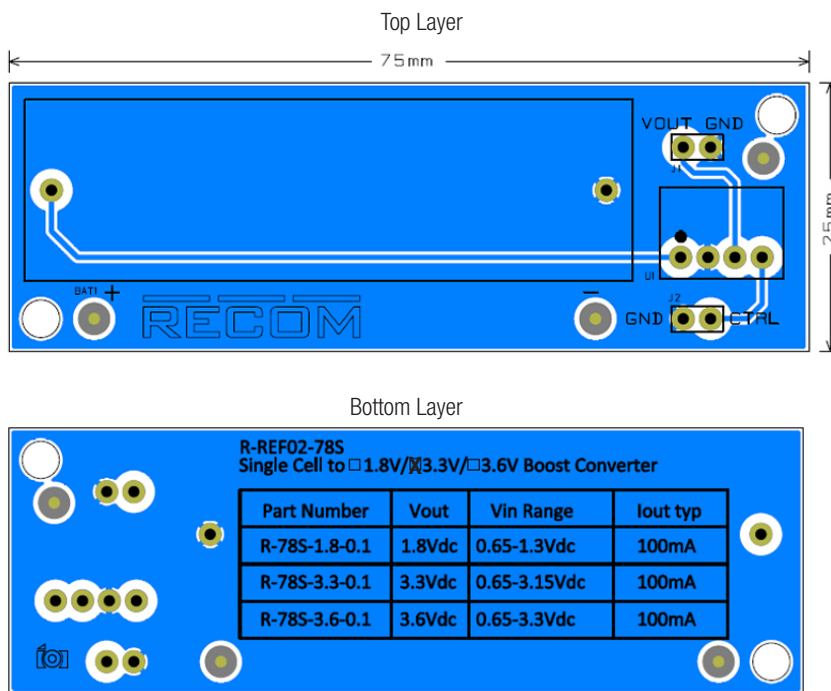 Top Layer
75mm
VOUT GND
J1
25mm
U1
BAT1 +
-
RECOM
J2
GND CTRL
Bottom Layer
R-REF02-78S
Single Cell to ☐1.8V/☒3.3V/☐3.6V Boost Converter
Part Number Vout Vin Range Iout typ
R-78S-1.8-0.1 1.8Vdc 0.65-1.3Vdc 100mA
R-78S-3.3-0.1 3.3Vdc 0.65-3.15Vdc 100mA
R-78S-3.6-0.1 3.6Vdc 0.65-3.3Vdc 100mA